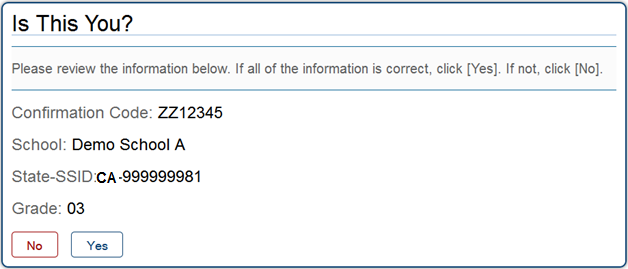 Is This You?
Please review the information below. If all of the information is correct, click [Yes]. If not, click [No].
Confirmation Code: ZZ12345
School: Demo School A
State-SSID:CA-999999981
Grade: 03
No Yes